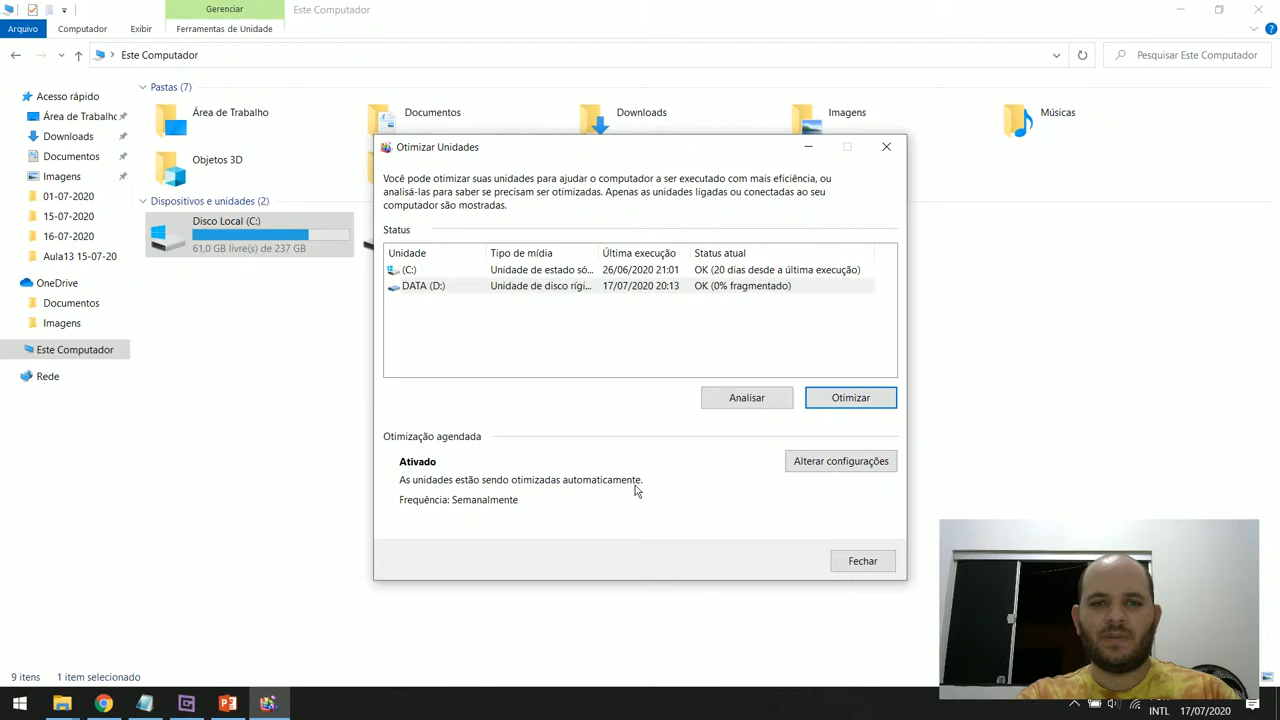 Gerenciar
Este Computador
Arquivo
Computador
Exibir
Ferramentas de Unidade
Este Computador
Pesquisar Este Computador
Acesso rápido
Área de Trabalho
Downloads
Documentos
Imagens
01-07-2020
15-07-2020
16-07-2020
Aula13 15-07-20
OneDrive
Documentos
Imagens
Este Computador
Rede
Pastas (7)
Área de Trabalho
Documentos
Downloads
Imagens
Músicas
Objetos 3D
Dispositivos e unidades (2)
Disco Local (C:)
61,0 GB livre(s) de 237 GB
Otimizar Unidades
Você pode otimizar suas unidades para ajudar o computador a ser executado com mais eficiência, ou
analisá-las para saber se precisam ser otimizadas. Apenas as unidades ligadas ou conectadas ao seu
computador são mostradas.
Status
Unidade Tipo de mídia Última execução Status atual
(C:) Unidade de estado só... 26/06/2020 21:01 OK (20 dias desde a última execução)
DATA (D:) Unidade de disco rígi... 17/07/2020 20:13 OK (0% fragmentado)
Analisar
Otimizar
Otimização agendada
Ativado
Alterar configurações
As unidades estão sendo otimizadas automaticamente.
Frequência: Semanalmente
Fechar
9 itens
1 item selecionado
INTL
17/07/2020